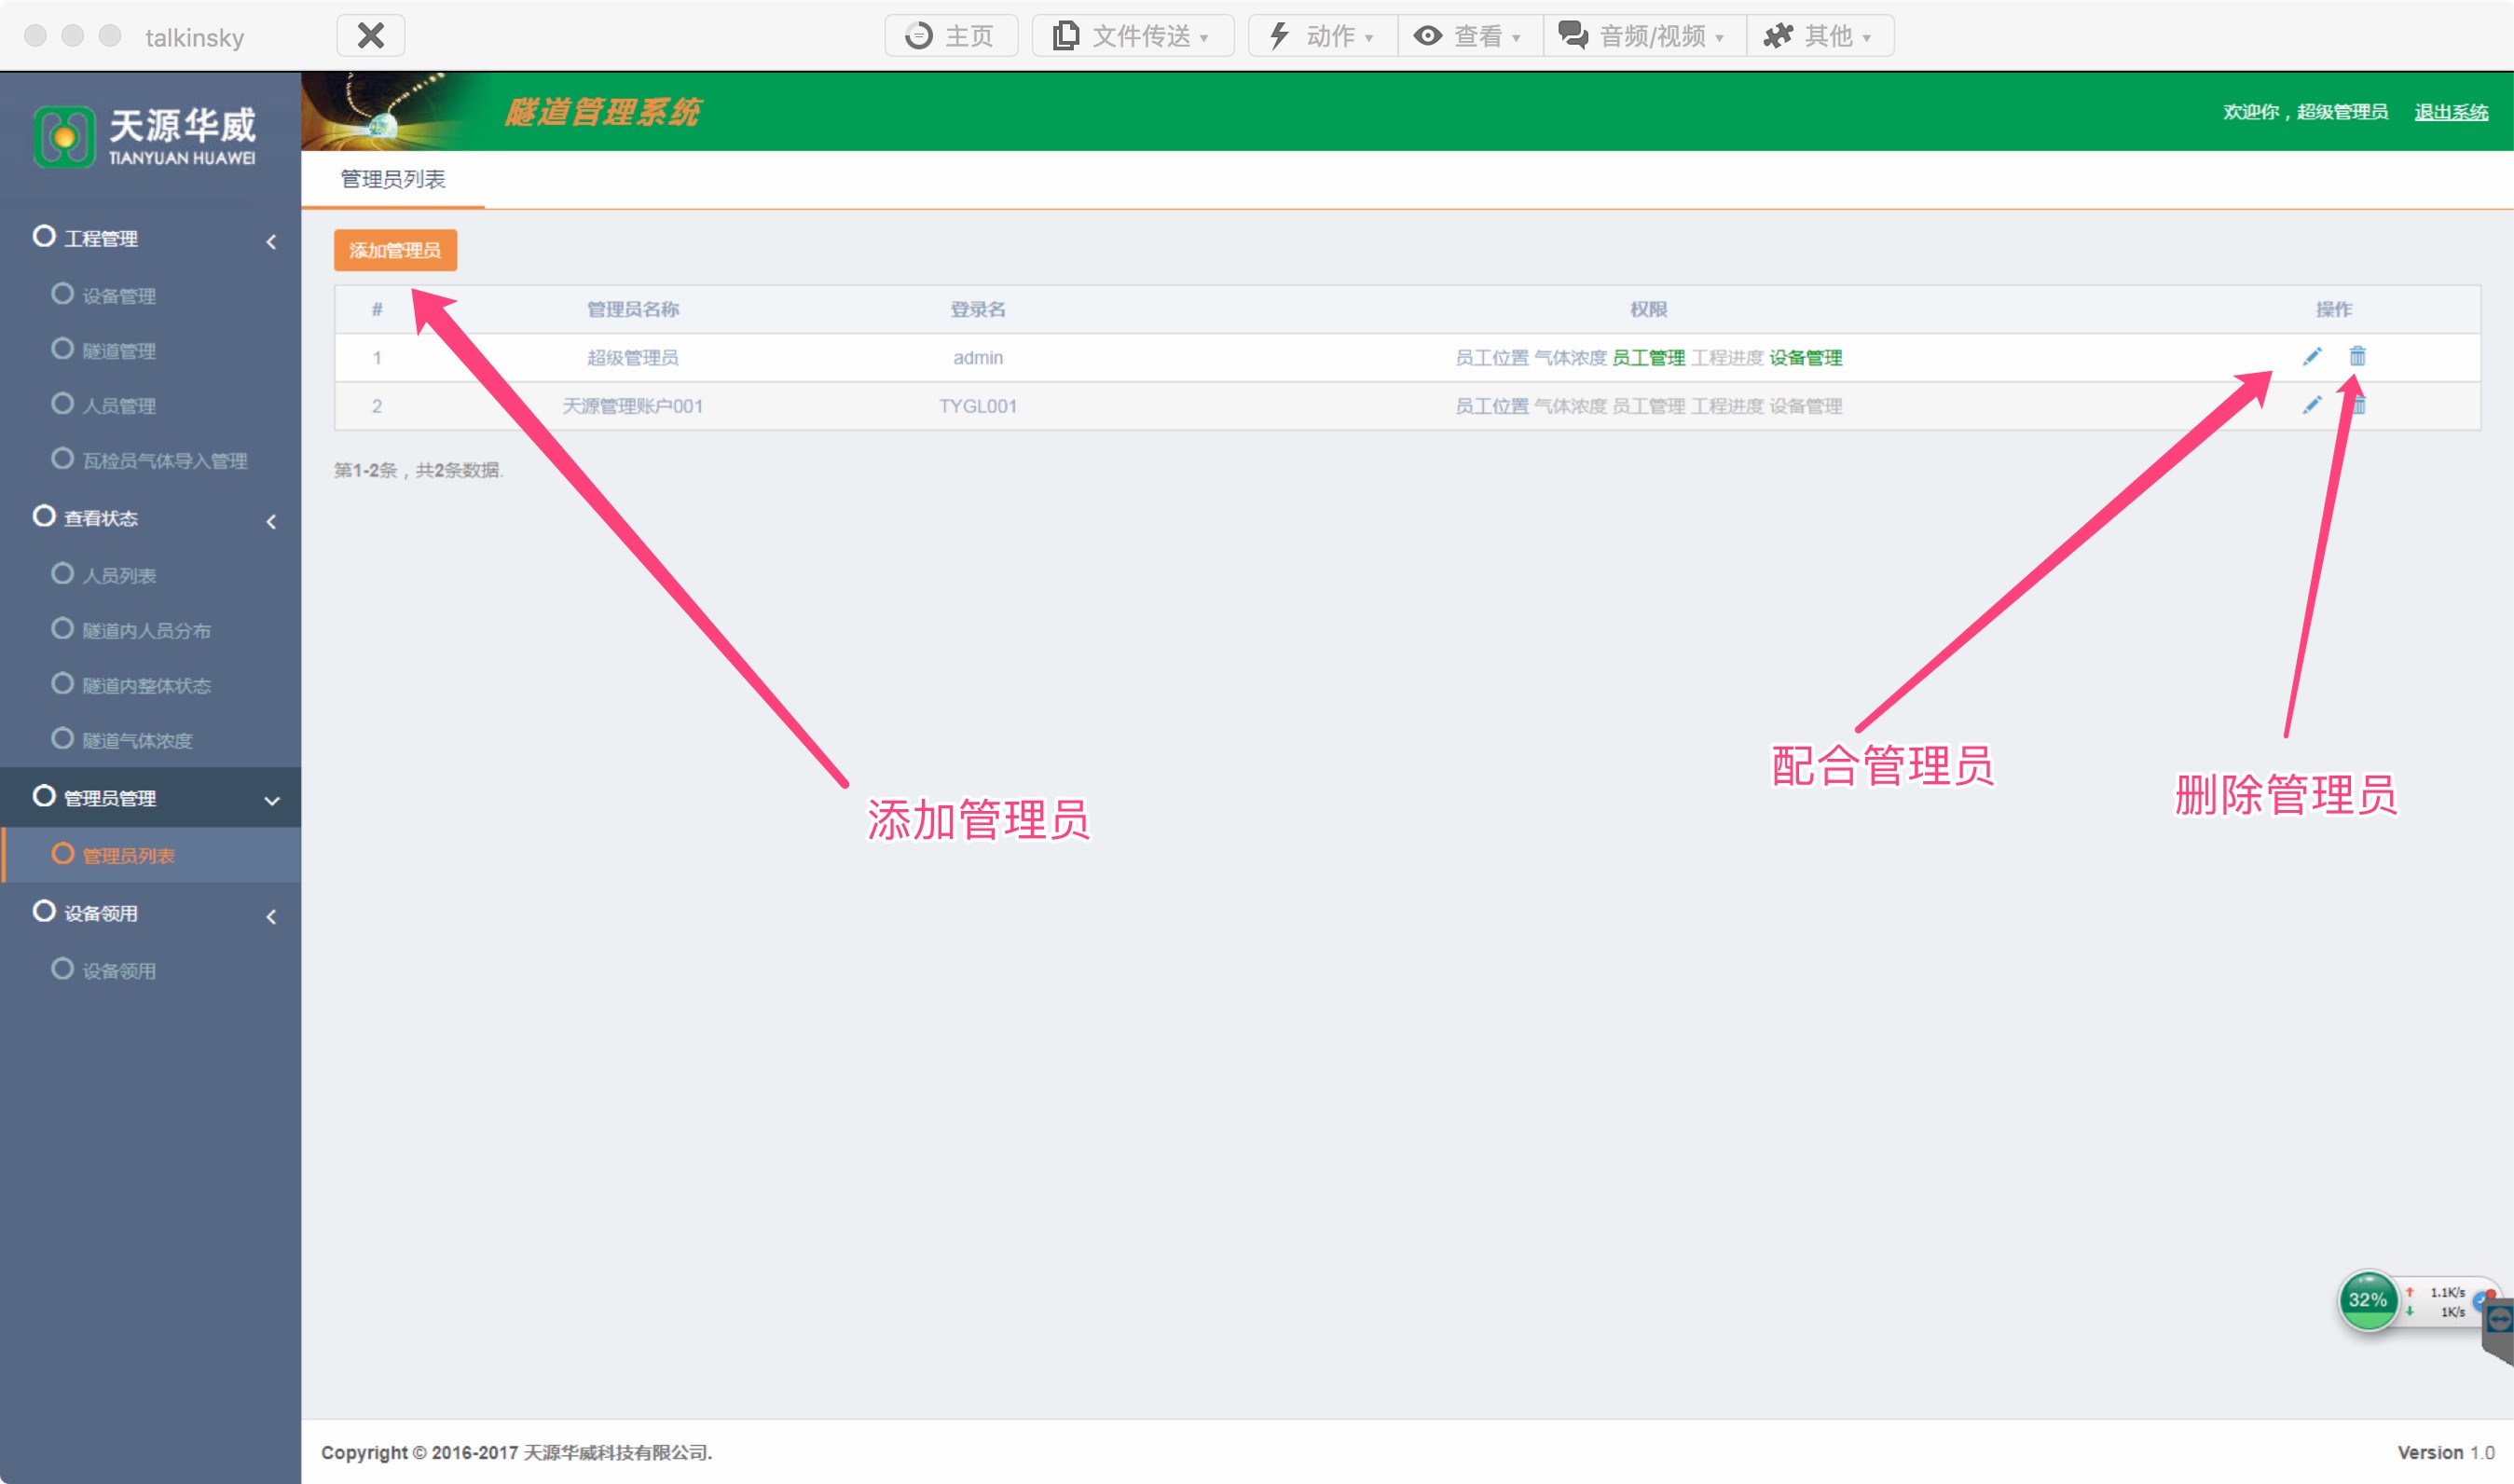 talkinsky
主页 文件传送 动作 查看 音频/视频 其他
天源华威
TIANYUAN HUAWEI
隧道管理系统
欢迎你，超级管理员 退出系统
工程管理
设备管理
隧道管理
人员管理
瓦检员气体导入管理
查看状态
人员列表
隧道内人员分布
隧道内整体状态
隧道气体浓度
管理员管理
管理员列表
设备领用
设备领用
管理员列表
添加管理员
# 管理员名称 登录名 权限 操作
1 超级管理员 admin 员工位置 气体浓度 员工管理 工程进度 设备管理
2 天源管理账户001 TYGL001 员工位置 气体浓度 员工管理 工程进度 设备管理
第1-2条，共2条数据.
配合管理员
删除管理员
添加管理员
32%
1.1K/s
1K/s
Copyright © 2016-2017 天源华威科技有限公司.
Version 1.0